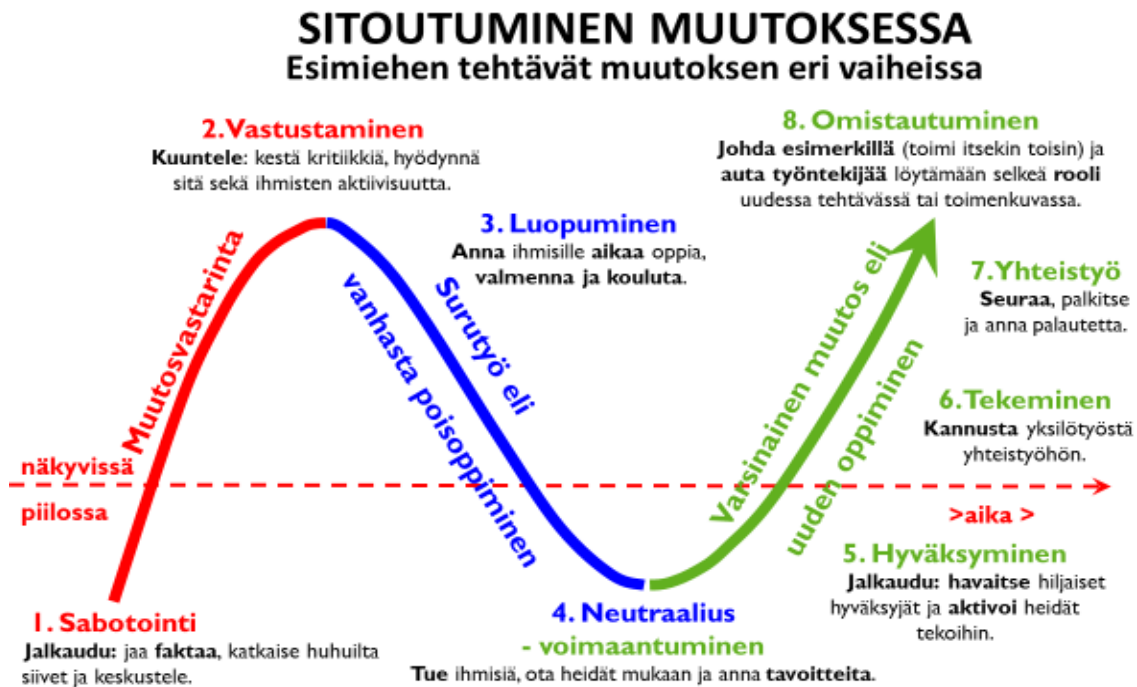 SITOUTUMINEN MUUTOKSESSA
Esimiehen tehtävät muutoksen eri vaiheissa
2. Vastustaminen
Kuuntele: kestä kritiikkiä, hyödynnä
sitä sekä ihmisten aktiivisuutta.
8. Omistautuminen
Johda esimerkillä (toimi itsekin toisin) ja
auta työntekijää löytämään selkeä rooli
uudessa tehtävässä tai toimenkuvassa.
3. Luopuminen
Anna ihmisille aikaa oppia,
valmenna ja kouluta.
7. Yhteistyö
Seuraa, palkitse
ja anna palautetta.
Muutosvastarinta
Surutyö eli
vanhasta poisoppiminen
Varsinainen muutos eli
uuden oppiminen
6. Tekeminen
Kannusta yksilötyöstä
yhteistyöhön.
näkyvissä
piilossa
>aika >
5. Hyväksyminen
Jalkaudu: havaitse hiljaiset
hyväksyjät ja aktivoi heidät
tekoihin.
1. Sabotointi
Jalkaudu: jaa faktaa, katkaise huhuilta
siivet ja keskustele.
4. Neutraalius
- voimaantuminen
Tue ihmisiä, ota heidät mukaan ja anna tavoitteita.